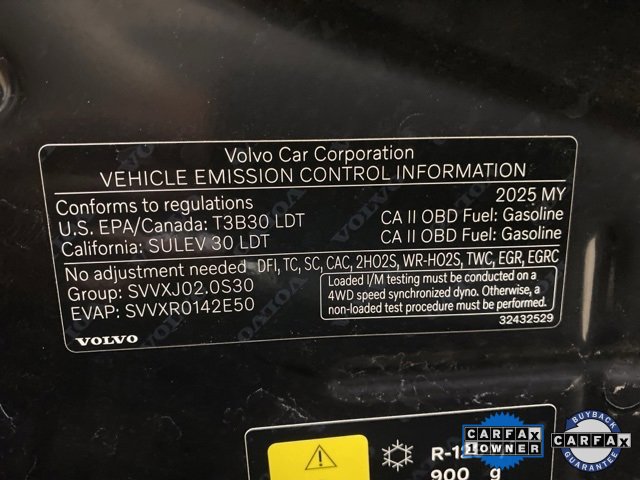 Volvo Car Corporation
VEHICLE EMISSION CONTROL INFORMATION
Conforms to regulations 2025 MY
U.S. EPA/Canada: T3B30 LDT CA II OBD Fuel: Gasoline
California: SULEV 30 LDT CA II OBD Fuel: Gasoline
No adjustment needed DFI, TC, SC, CAC, 2HO2S, WR-HO2S, TWC, EGR, EGRC
Group: SVVXJ02.0S30
EVAP: SVVXR0142E50
Loaded I/M testing must be conducted on a
4WD speed synchronized dyno. Otherwise, a
non-loaded test procedure must be performed.
32432529
VOLVO
900 g
CARFAX
1 OWNER
BUYBACK
CARFAX
GUARANTEE